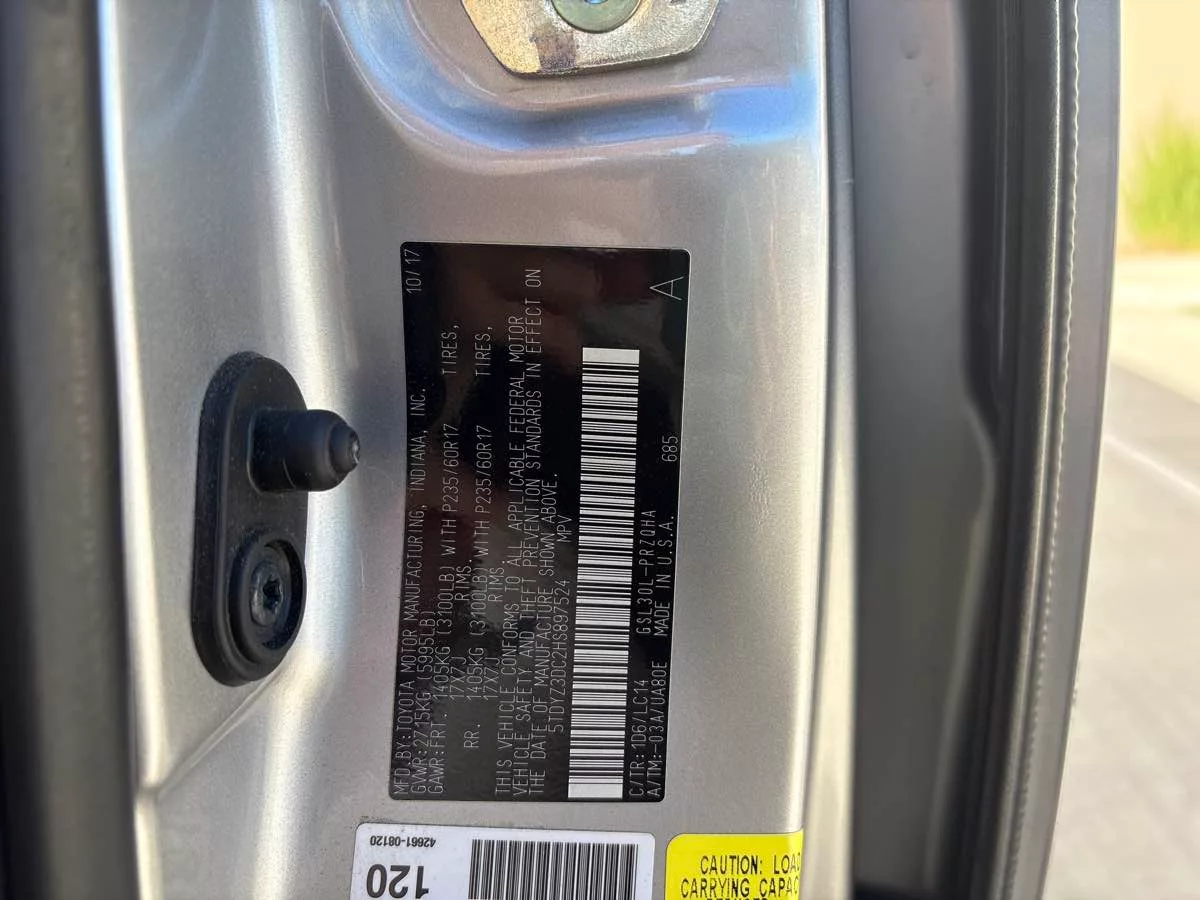 MFD.BY:TOYOTA MOTOR MANUFACTURING, INDIANA, INC. 10/17
GVWR:2715KG (5995LB)
GAWR:FRT. 1405KG (3100LB) WITH P235/60R17 TIRES,
17X7J RIMS.
RR. 1405KG (3100LB) WITH P235/60R17 TIRES,
17X7J RIMS.
THIS VEHICLE CONFORMS TO ALL APPLICABLE FEDERAL MOTOR
VEHICLE SAFETY AND THEFT PREVENTION STANDARDS IN EFFECT ON
THE DATE OF MANUFACTURE SHOWN ABOVE.
5TDYZ3DC2HS897524 MPV
C/TR:1D6/LC14 GSL30L-PRZQHA 685 A
A/TM:-03A/UA80E MADE IN U.S.A.
42661-08120
120
CAUTION: LOAD
CARRYING CAPAC